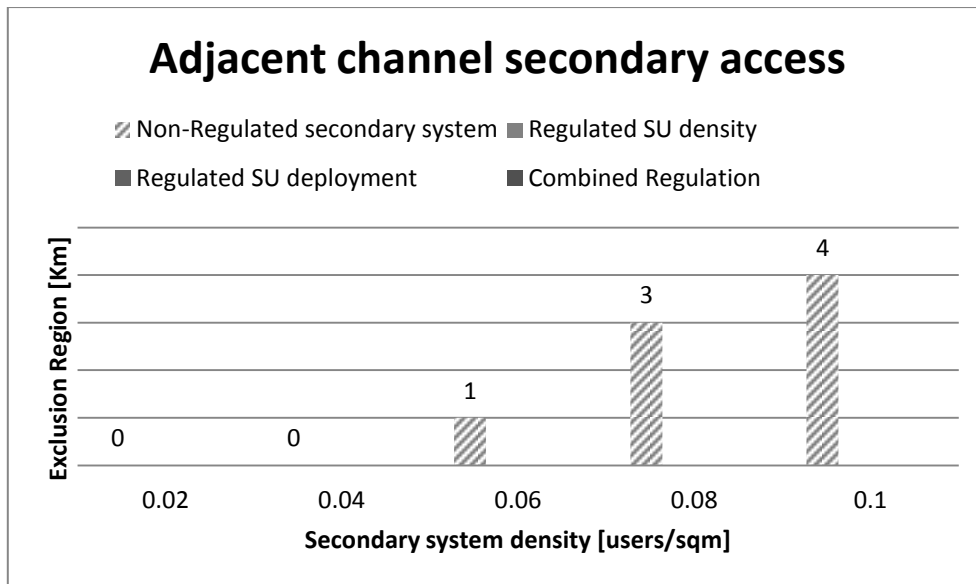 Adjacent channel secondary access
Non-Regulated secondary system Regulated SU density
Regulated SU deployment Combined Regulation
Exclusion Region [Km]
4
3
1
0 0
0.02 0.04 0.06 0.08 0.1
Secondary system density [users/sqm]